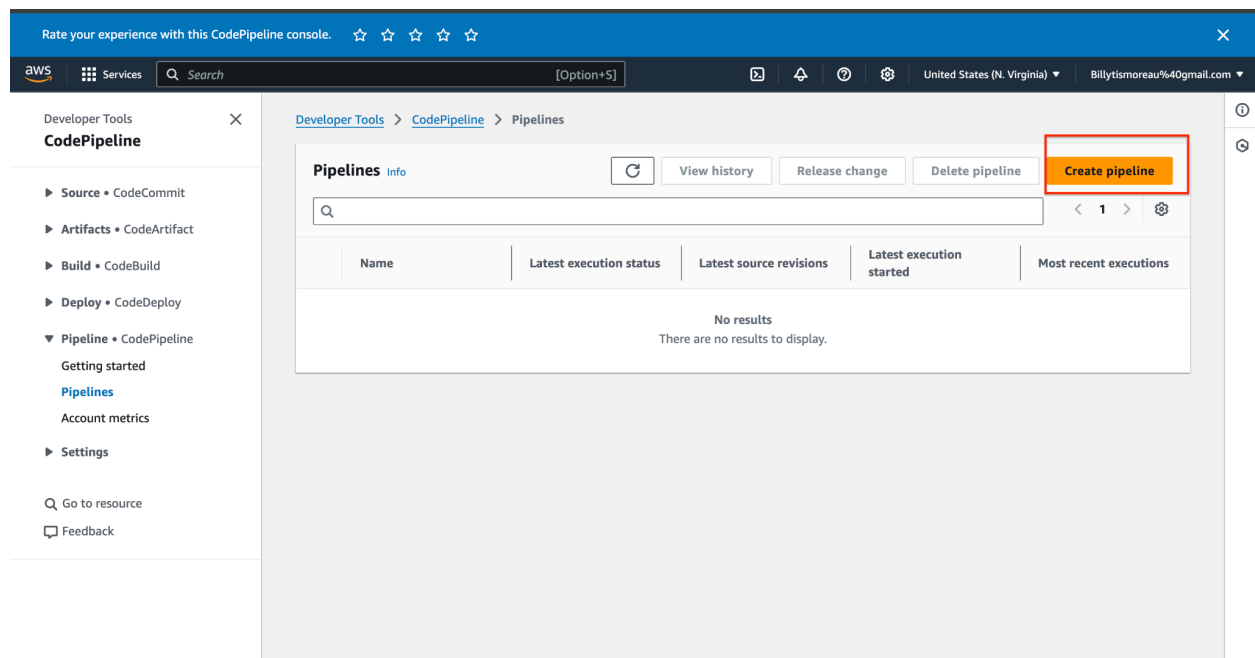 Rate your experience with this CodePipeline console.
aws Services Search [Option+S] United States (N. Virginia) Billytismoreau%40gmail.com
Developer Tools
CodePipeline
Source • CodeCommit
Artifacts • CodeArtifact
Build • CodeBuild
Deploy • CodeDeploy
Pipeline • CodePipeline
Getting started
Pipelines
Account metrics
Settings
Go to resource
Feedback
Developer Tools > CodePipeline > Pipelines
Pipelines Info View history Release change Delete pipeline Create pipeline
< 1 >
Name Latest execution status Latest source revisions Latest execution started Most recent executions
No results
There are no results to display.